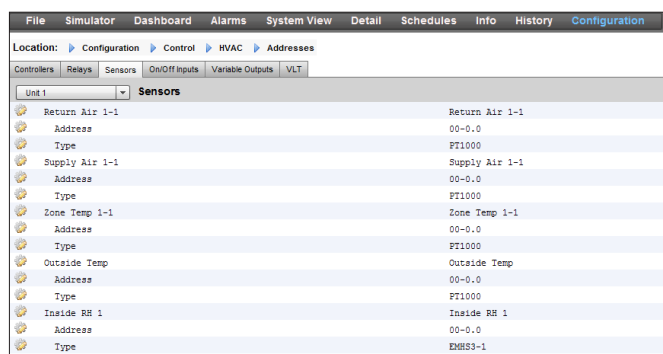 File Simulator Dashboard Alarms System View Detail Schedules Info History Configuration
Location: Configuration Control HVAC Addresses
Controllers Relays Sensors On/Off Inputs Variable Outputs VLT
Unit 1 Sensors
Return Air 1-1 Return Air 1-1
Address 00-0.0
Type PT1000
Supply Air 1-1 Supply Air 1-1
Address 00-0.0
Type PT1000
Zone Temp 1-1 Zone Temp 1-1
Address 00-0.0
Type PT1000
Outside Temp Outside Temp
Address 00-0.0
Type PT1000
Inside RH 1 Inside RH 1
Address 00-0.0
Type EMHS3-1